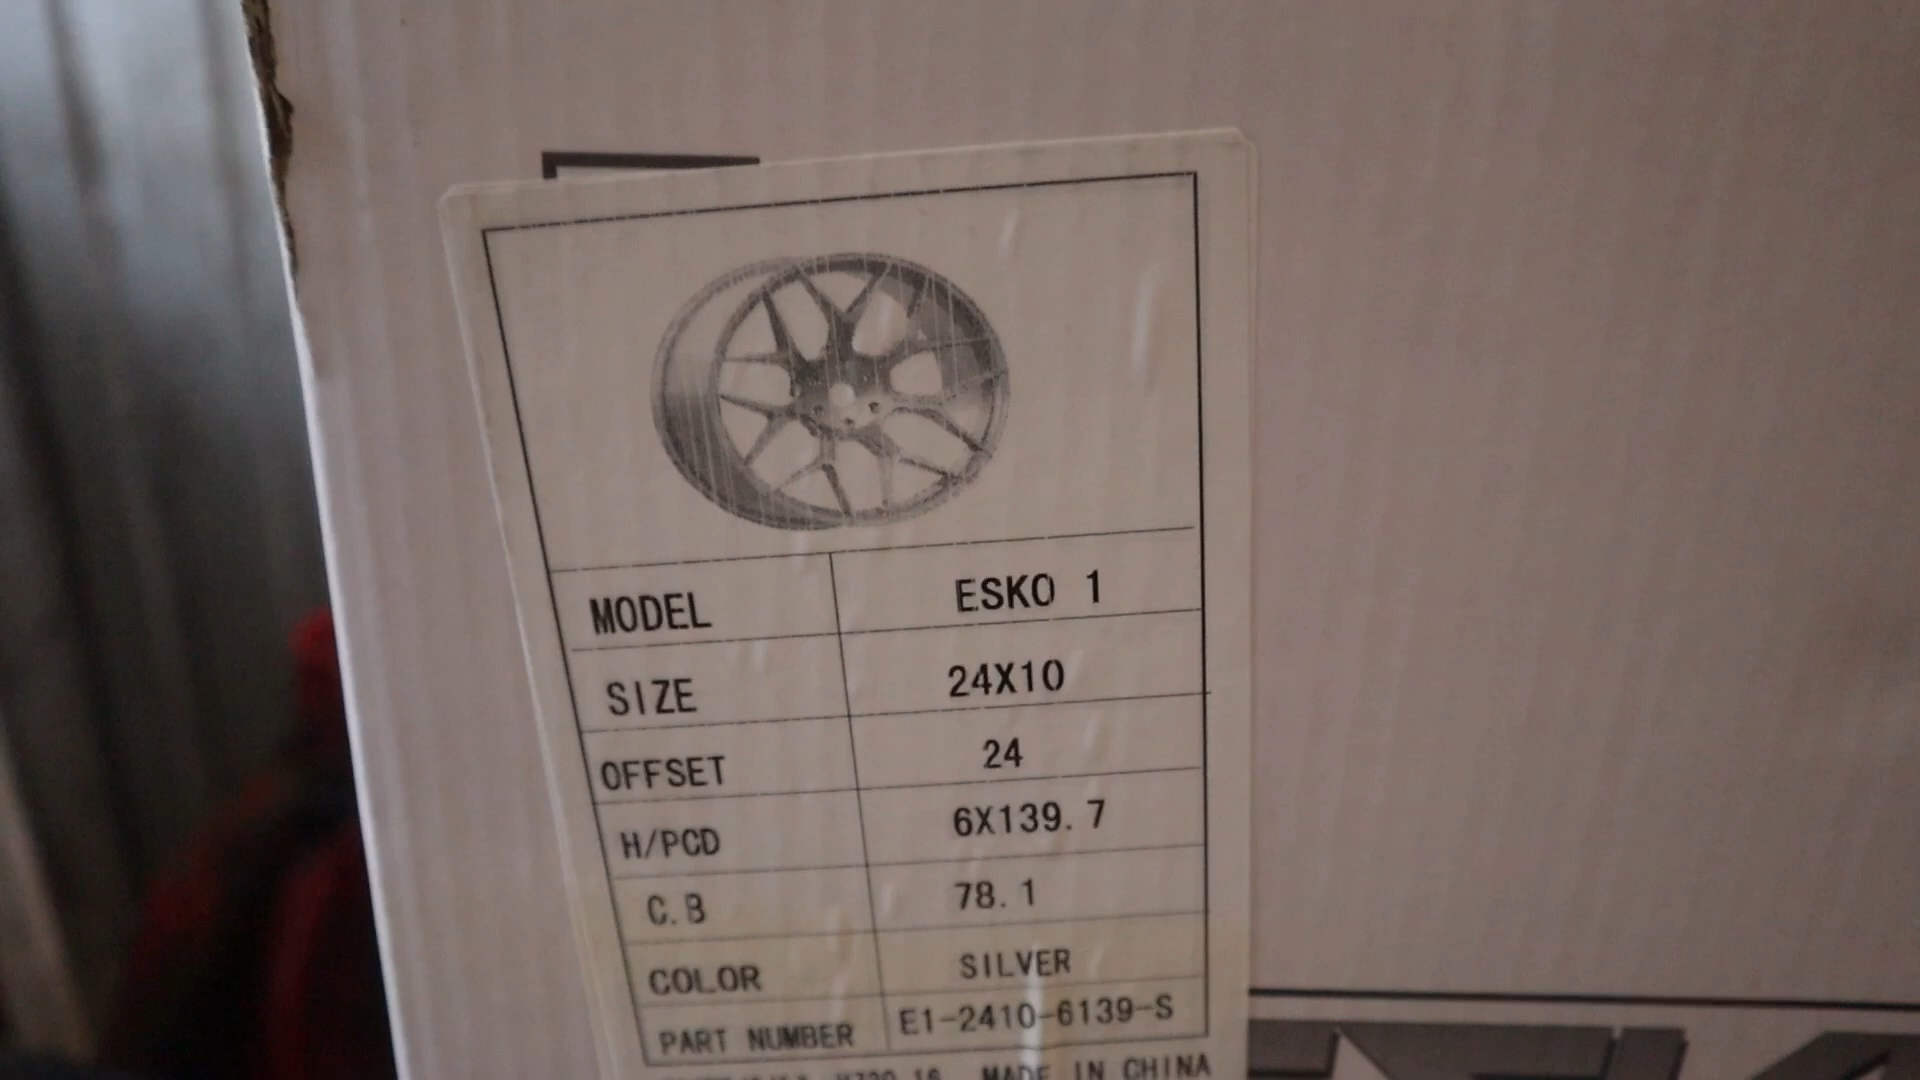 MODEL ESKO 1
SIZE 24X10
OFFSET 24
H/PCD 6X139.7
C.B 78.1
COLOR SILVER
PART NUMBER E1-2410-6139-S
MADE IN CHINA